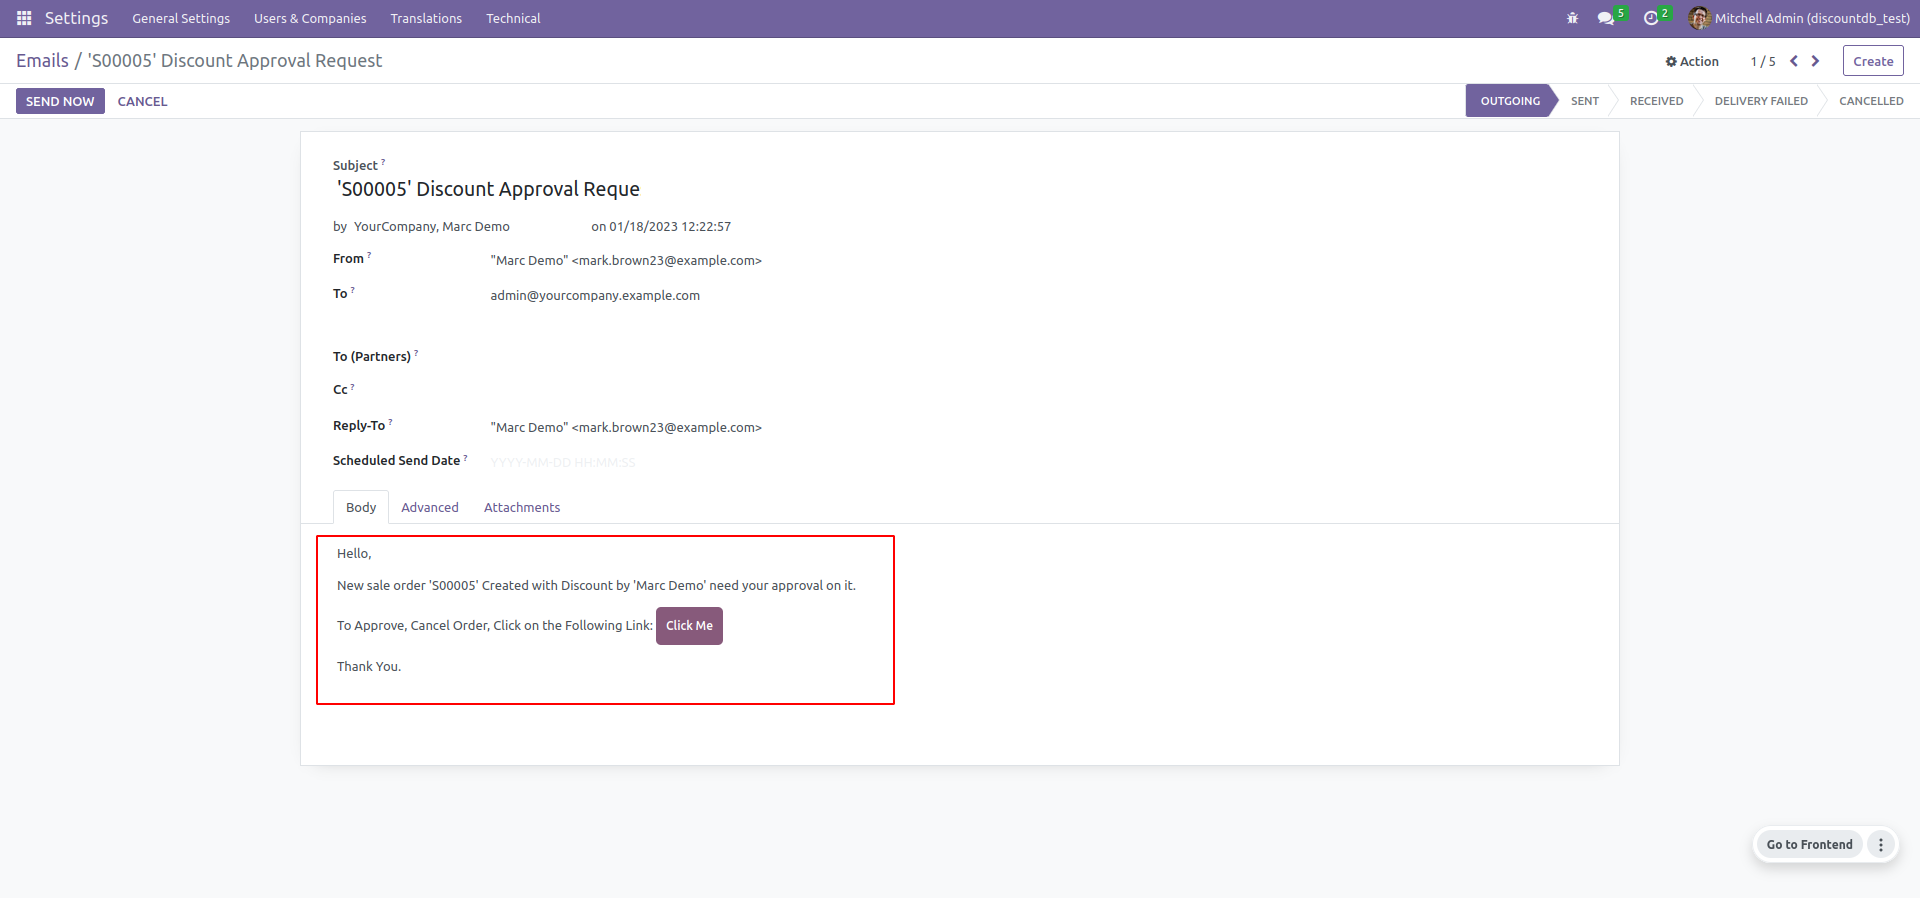 Settings General Settings Users & Companies Translations Technical 5 2 Mitchell Admin (discountdb_test)
Emails / 'S00005' Discount Approval Request Action 1 / 5 Create
SEND NOW CANCEL OUTGOING SENT RECEIVED DELIVERY FAILED CANCELLED
Subject ?
'S00005' Discount Approval Reque
by YourCompany, Marc Demo on 01/18/2023 12:22:57
From ? "Marc Demo" <mark.brown23@example.com>
To ? admin@yourcompany.example.com
To (Partners) ?
Cc ?
Reply-To ? "Marc Demo" <mark.brown23@example.com>
Scheduled Send Date ? YYYY-MM-DD HH:MM:SS
Body Advanced Attachments
Hello,
New sale order 'S00005' Created with Discount by 'Marc Demo' need your approval on it.
To Approve, Cancel Order, Click on the Following Link: Click Me
Thank You.
Go to Frontend